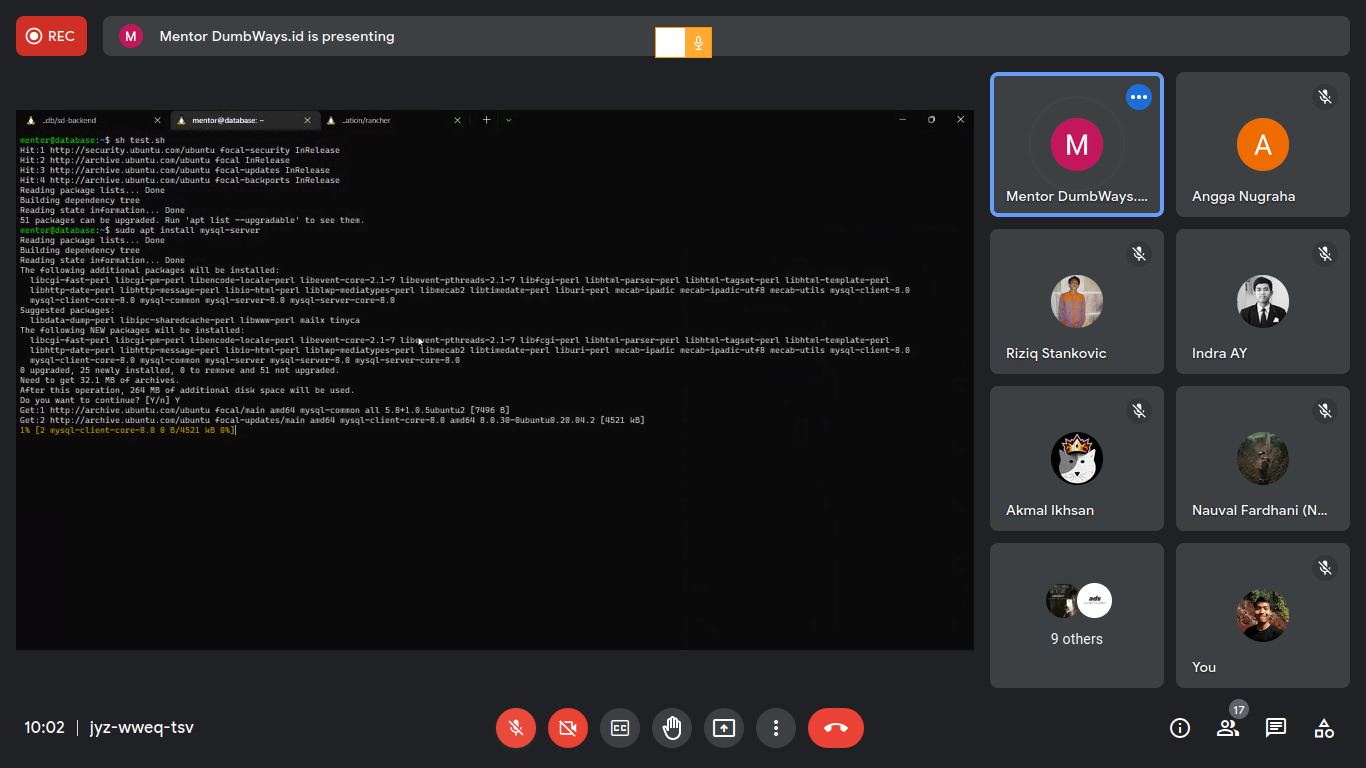 REC
M
Mentor DumbWays.id is presenting
..db/sd-backend
mentor@database: ~
..ation/rancher
mentor@database:~$ sh test.sh
Hit:1 http://security.ubuntu.com/ubuntu focal-security InRelease
Hit:2 http://archive.ubuntu.com/ubuntu focal InRelease
Hit:3 http://archive.ubuntu.com/ubuntu focal-updates InRelease
Hit:4 http://archive.ubuntu.com/ubuntu focal-backports InRelease
Reading package lists... Done
Building dependency tree
Reading state information... Done
51 packages can be upgraded. Run 'apt list --upgradable' to see them.
mentor@database:~$ sudo apt install mysql-server
Reading package lists... Done
Building dependency tree
Reading state information... Done
The following additional packages will be installed:
libcgi-fast-perl libcgi-pm-perl libencode-locale-perl libevent-core-2.1-7 libevent-pthreads-2.1-7 libfcgi-perl libhtml-parser-perl libhtml-tagset-perl libhtml-template-perl
libhttp-date-perl libhttp-message-perl libio-html-perl liblwp-mediatypes-perl libmecab2 libtimedate-perl liburi-perl mecab-ipadic mecab-ipadic-utf8 mecab-utils mysql-client-8.0
mysql-client-core-8.0 mysql-common mysql-server-8.0 mysql-server-core-8.0
Suggested packages:
libdata-dump-perl libipc-sharedcache-perl libwww-perl mailx tinyca
The following NEW packages will be installed:
libcgi-fast-perl libcgi-pm-perl libencode-locale-perl libevent-core-2.1-7 libevent-pthreads-2.1-7 libfcgi-perl libhtml-parser-perl libhtml-tagset-perl libhtml-template-perl
libhttp-date-perl libhttp-message-perl libio-html-perl liblwp-mediatypes-perl libmecab2 libtimedate-perl liburi-perl mecab-ipadic mecab-ipadic-utf8 mecab-utils mysql-client-8.0
mysql-client-core-8.0 mysql-common mysql-server mysql-server-8.0 mysql-server-core-8.0
0 upgraded, 25 newly installed, 0 to remove and 51 not upgraded.
Need to get 32.1 MB of archives.
After this operation, 264 MB of additional disk space will be used.
Do you want to continue? [Y/n] Y
Get:1 http://archive.ubuntu.com/ubuntu focal/main amd64 mysql-common all 5.8+1.0.5ubuntu2 [7496 B]
Get:2 http://archive.ubuntu.com/ubuntu focal-updates/main amd64 mysql-client-core-8.0 amd64 8.0.30-0ubuntu0.20.04.2 [4521 kB]
1% [2 mysql-client-core-8.0 0 B/4521 kB 0%]
M
Mentor DumbWays....
A
Angga Nugraha
Riziq Stankovic
Indra AY
Akmal Ikhsan
Nauval Fardhani (N...
ads
9 others
You
10:02 | jyz-wweq-tsv
CC
17